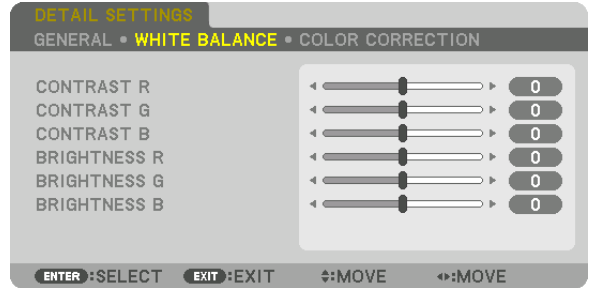 DETAIL SETTINGS
GENERAL • WHITE BALANCE • COLOR CORRECTION
CONTRAST R 0
CONTRAST G 0
CONTRAST B 0
BRIGHTNESS R 0
BRIGHTNESS G 0
BRIGHTNESS B 0
ENTER :SELECT EXIT :EXIT :MOVE :MOVE